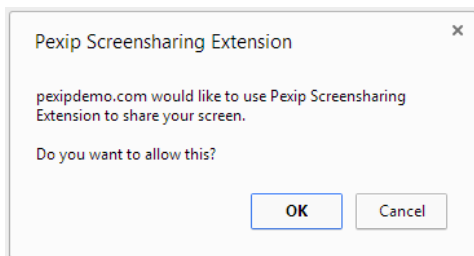 Pexip Screensharing Extension
pexipdemo.com would like to use Pexip Screensharing
Extension to share your screen.
Do you want to allow this?
OK
Cancel